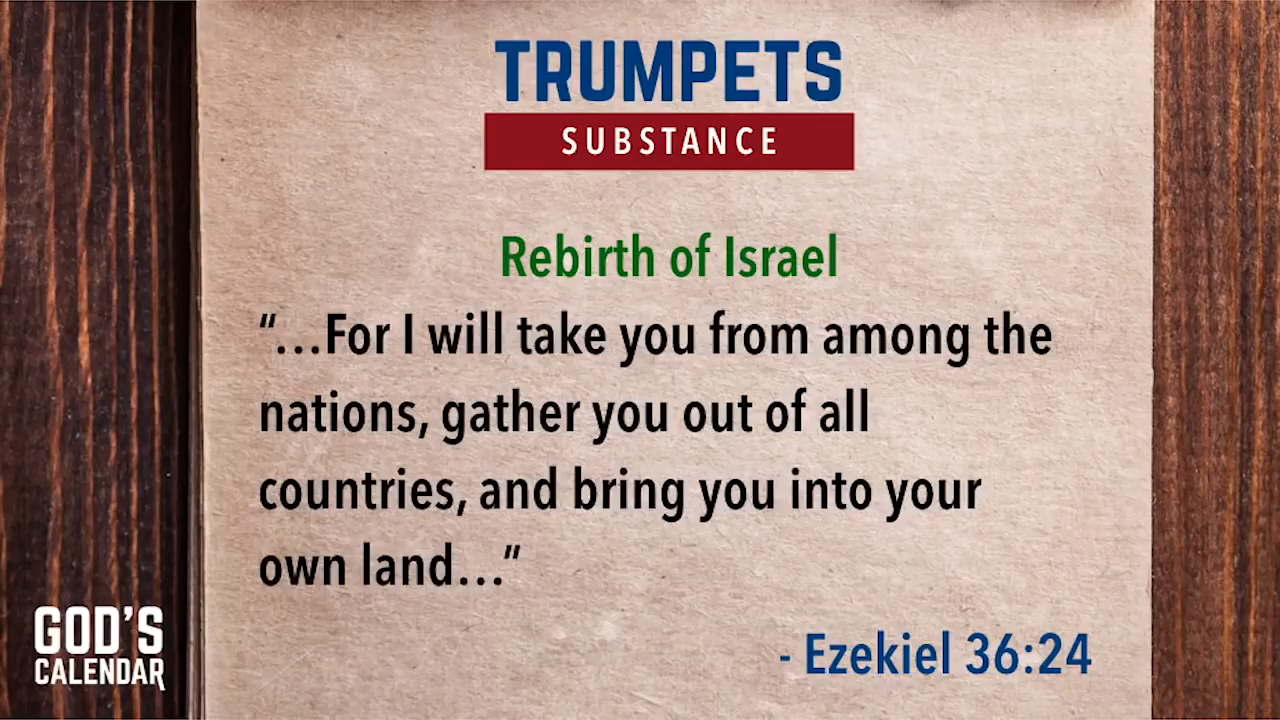 TRUMPETS
SUBSTANCE
Rebirth of Israel
“…For I will take you from among the
nations, gather you out of all
countries, and bring you into your
own land…”
- Ezekiel 36:24
GOD’S
CALENDAR